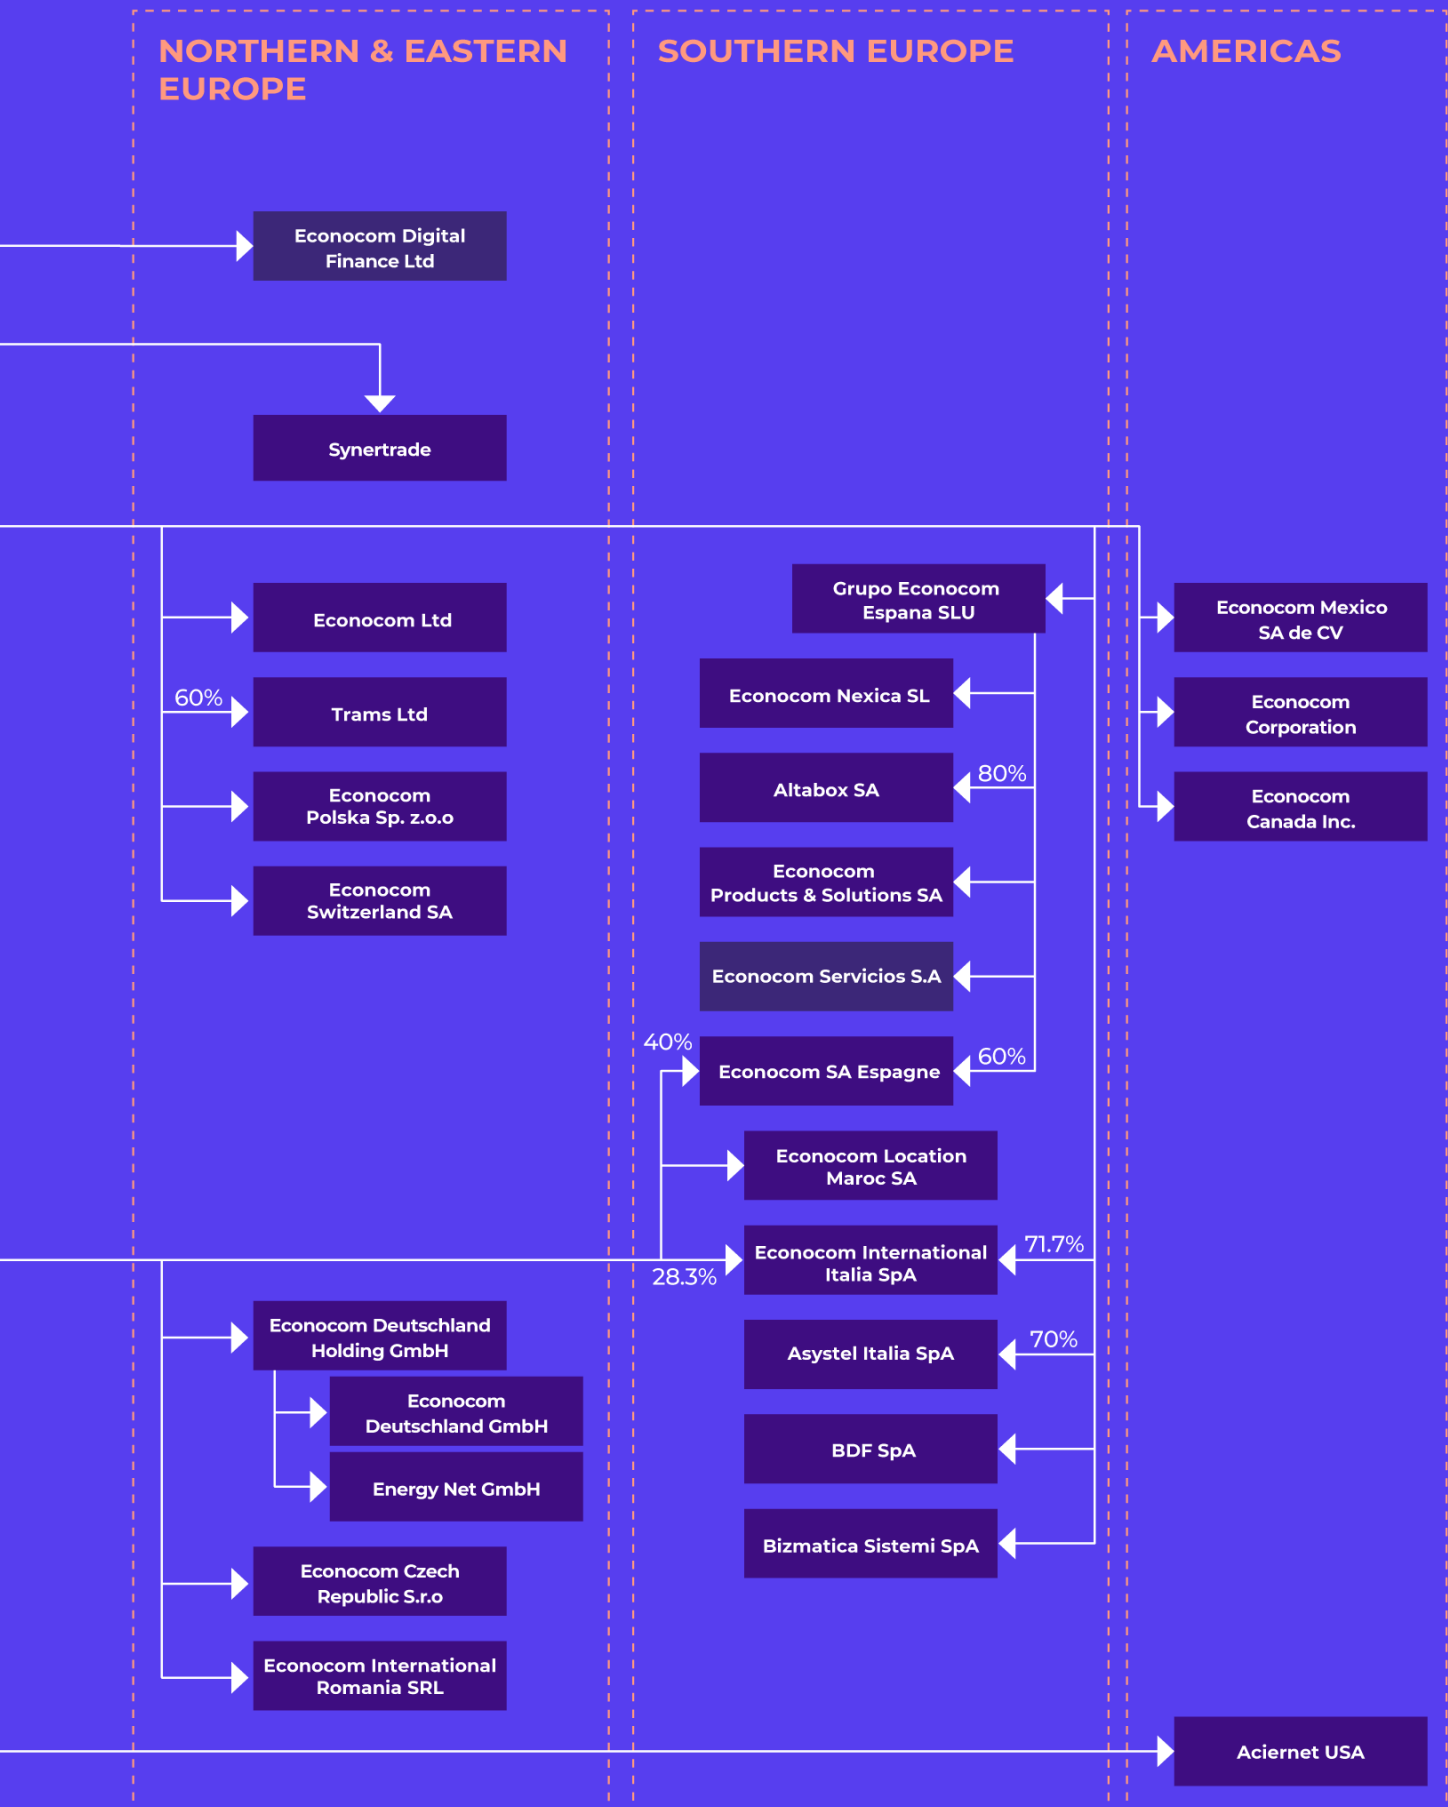 NORTHERN & EASTERN
EUROPE
Econocom Digital
Finance Ltd
Synertrade
Econocom Ltd
60%
Trams Ltd
Econocom
Polska Sp. z.o.o
Econocom
Switzerland SA
Econocom Deutschland
Holding GmbH
Econocom
Deutschland GmbH
Energy Net GmbH
Econocom Czech
Republic S.r.o
Econocom International
Romania SRL
SOUTHERN EUROPE
Grupo Econocom
Espana SLU
Econocom Nexica SL
80%
Altabox SA
Econocom
Products & Solutions SA
Econocom Servicios S.A
40%
60%
Econocom SA Espagne
Econocom Location
Maroc SA
71.7%
Econocom International
Italia SpA
28.3%
70%
Asystel Italia SpA
BDF SpA
Bizmatica Sistemi SpA
AMERICAS
Econocom Mexico
SA de CV
Econocom
Corporation
Econocom
Canada Inc.
Aciernet USA